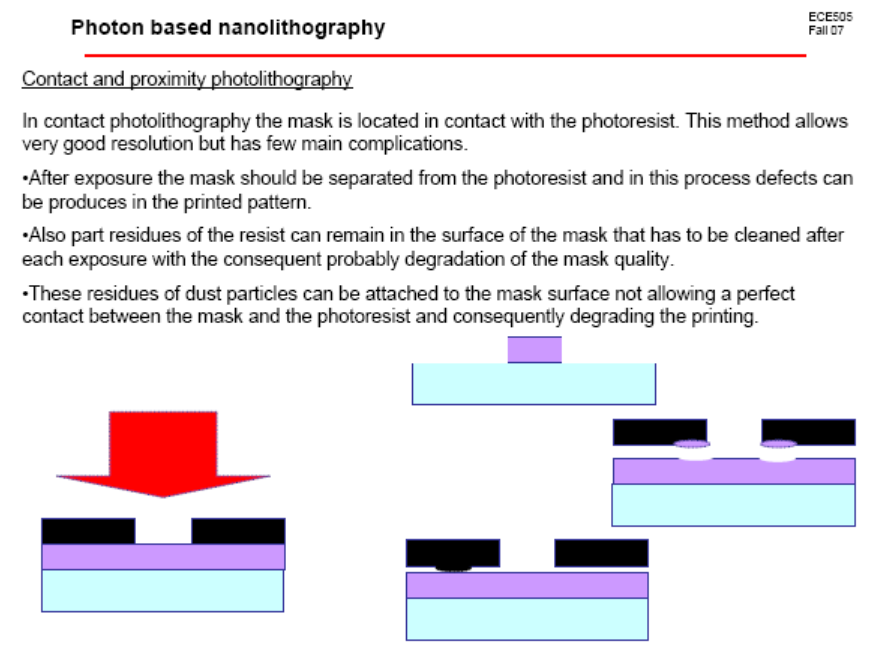 Photon based nanolithography
ECE505
Fall 07
Contact and proximity photolithography
In contact photolithography the mask is located in contact with the photoresist. This method allows
very good resolution but has few main complications.
•After exposure the mask should be separated from the photoresist and in this process defects can
be produces in the printed pattern.
•Also part residues of the resist can remain in the surface of the mask that has to be cleaned after
each exposure with the consequent probably degradation of the mask quality.
•These residues of dust particles can be attached to the mask surface not allowing a perfect
contact between the mask and the photoresist and consequently degrading the printing.